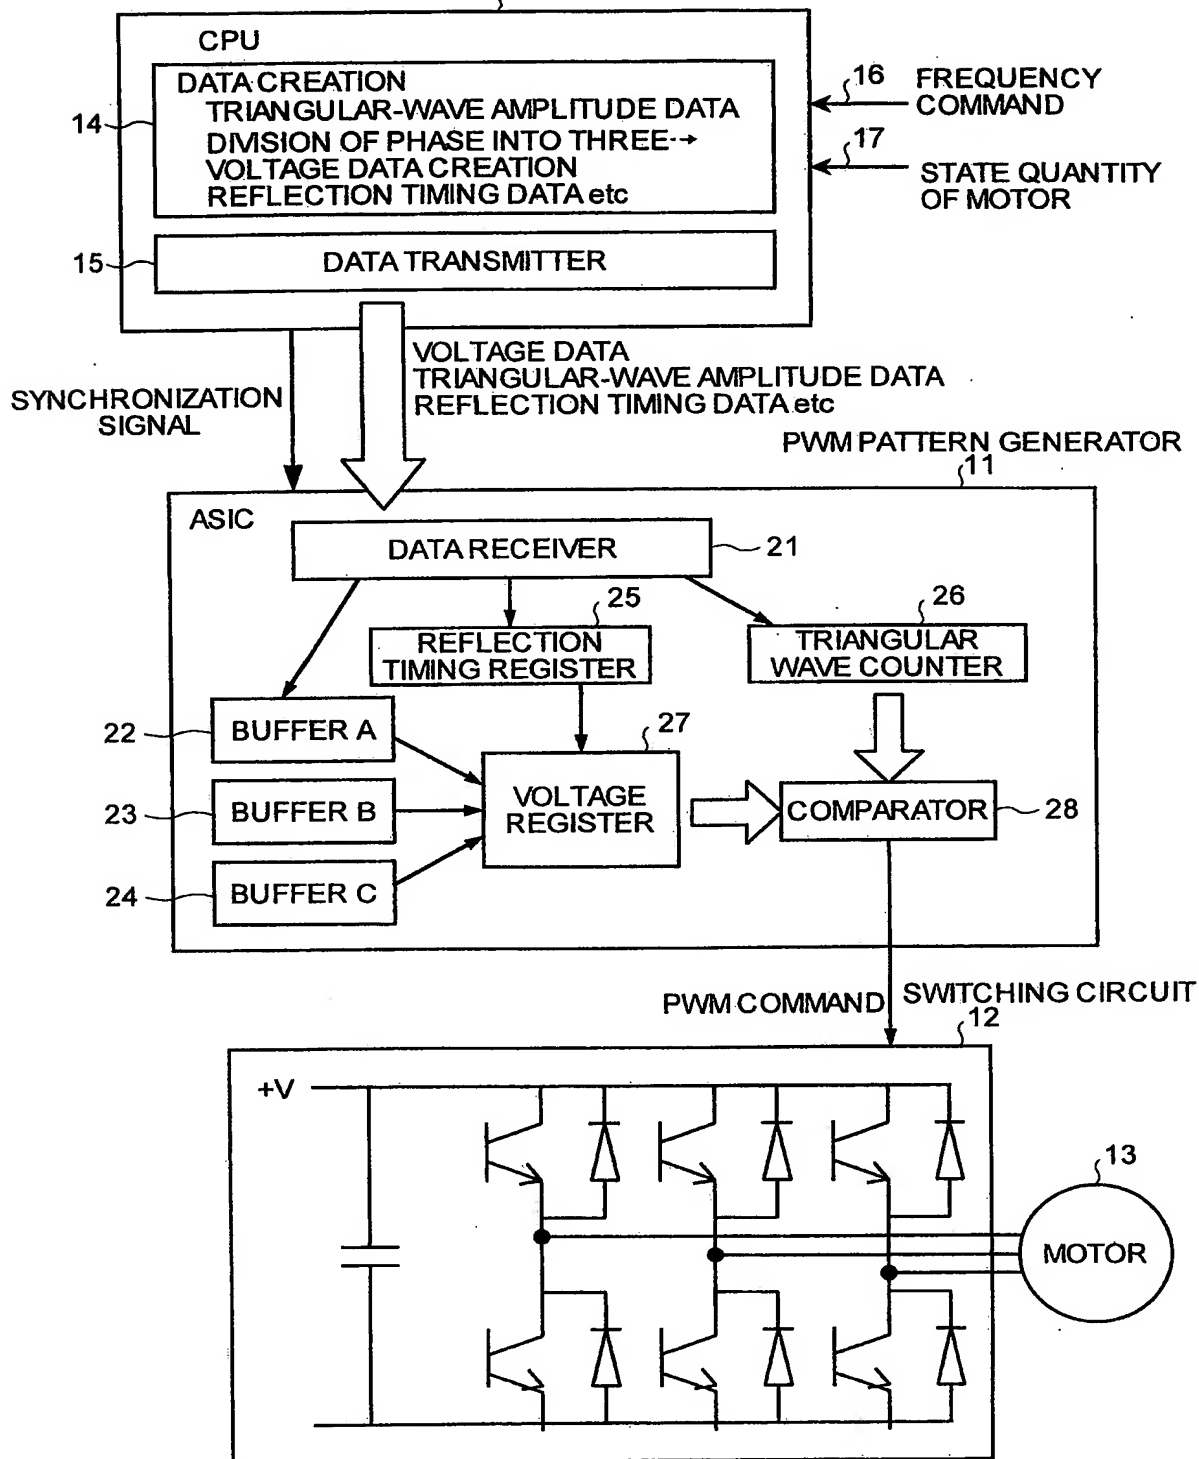 CPU
DATA CREATION
TRIANGULAR-WAVE AMPLITUDE DATA
DIVISION OF PHASE INTO THREE→
VOLTAGE DATA CREATION
REFLECTION TIMING DATA etc
14
16
FREQUENCY
COMMAND
17
STATE QUANTITY
OF MOTOR
15
DATA TRANSMITTER
VOLTAGE DATA
TRIANGULAR-WAVE AMPLITUDE DATA
REFLECTION TIMING DATA etc
SYNCHRONIZATION
SIGNAL
PWM PATTERN GENERATOR
11
ASIC
DATA RECEIVER
21
25
26
REFLECTION
TIMING REGISTER
TRIANGULAR
WAVE COUNTER
22
BUFFER A
27
23
BUFFER B
VOLTAGE
REGISTER
COMPARATOR
28
24
BUFFER C
PWM COMMAND
SWITCHING CIRCUIT
12
+V
13
MOTOR